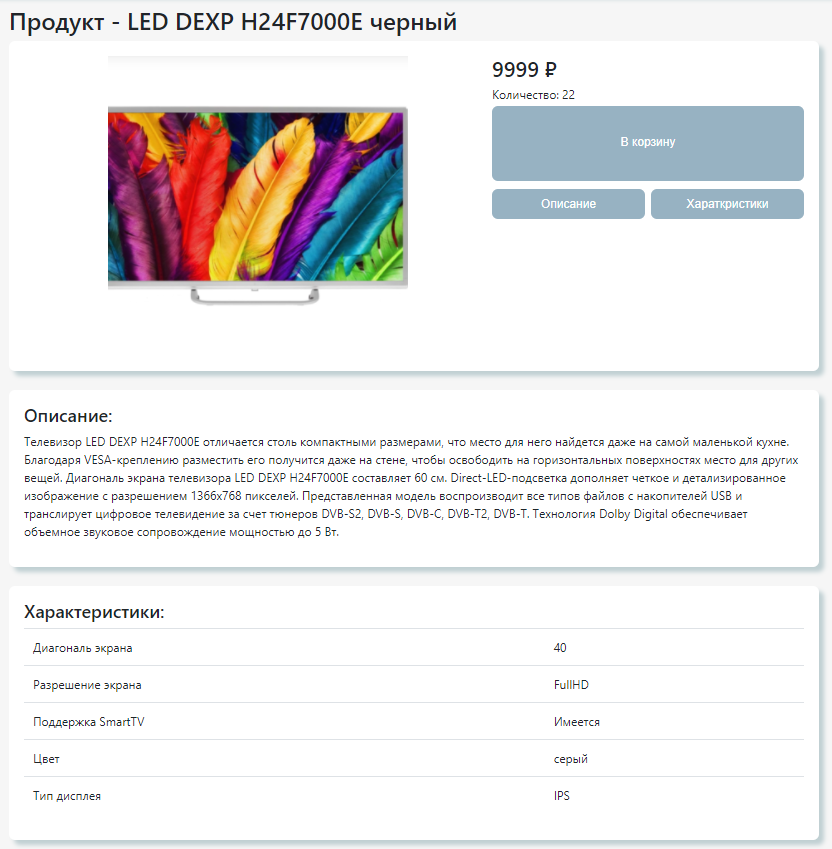 Продукт - LED DEXP H24F7000E черный
9999 ₽
Количество: 22
В корзину
Описание
Характкристики
Описание:
Телевизор LED DEXP H24F7000E отличается столь компактными размерами, что место для него найдется даже на самой маленькой кухне.
Благодаря VESA-креплению разместить его получится даже на стене, чтобы освободить на горизонтальных поверхностях место для других
вещей. Диагональ экрана телевизора LED DEXP H24F7000E составляет 60 см. Direct-LED-подсветка дополняет четкое и детализированное
изображение с разрешением 1366x768 пикселей. Представленная модель воспроизводит все типов файлов с накопителей USB и
транслирует цифровое телевидение за счет тюнеров DVB-S2, DVB-S, DVB-C, DVB-T2, DVB-T. Технология Dolby Digital обеспечивает
объемное звуковое сопровождение мощностью до 5 Вт.
Характеристики:
Диагональ экрана 40
Разрешение экрана FullHD
Поддержка SmartTV Имеется
Цвет серый
Тип дисплея IPS